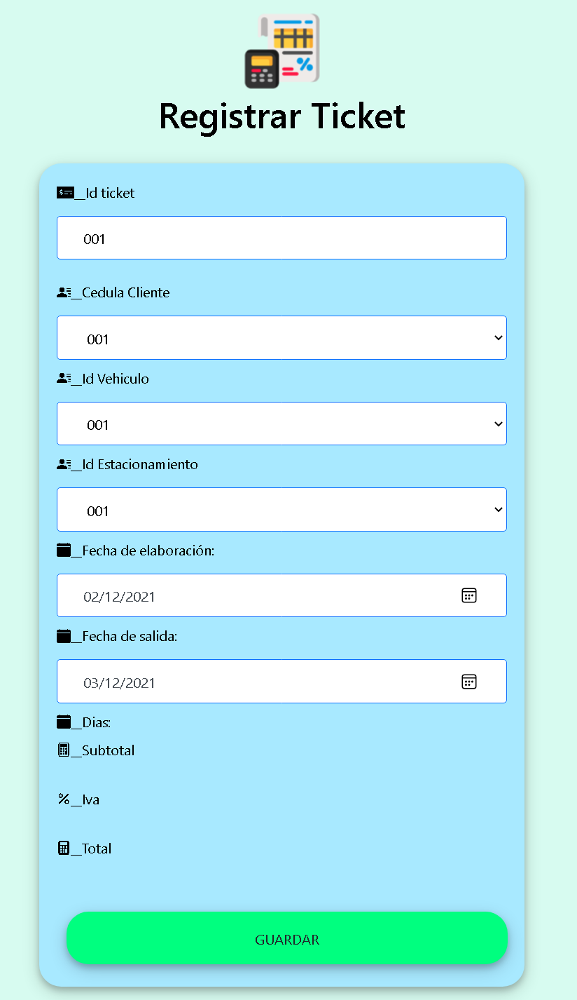 Registrar Ticket
__Id ticket
001
__Cedula Cliente
001
__Id Vehiculo
001
__Id Estacionamiento
001
__Fecha de elaboración:
02/12/2021
__Fecha de salida:
03/12/2021
__Dias:
__Subtotal
__Iva
__Total
GUARDAR